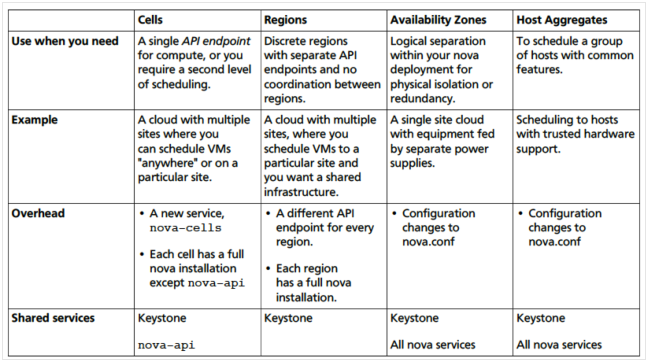 Cells Regions Availability Zones Host Aggregates
Use when you need
A single API endpoint
for compute, or you
require a second level
of scheduling.
Discrete regions
with separate API
endpoints and no
coordination between
regions.
Logical separation
within your nova
deployment for
physical isolation or
redundancy.
To schedule a group
of hosts with common
features.
Example
A cloud with multiple
sites where you
can schedule VMs
"anywhere" or on a
particular site.
A cloud with multiple
sites, where you
schedule VMs to a
particular site and
you want a shared
infrastructure.
A single site cloud
with equipment fed
by separate power
supplies.
Scheduling to hosts
with trusted hardware
support.
Overhead
• A new service,
nova-cells
• Each cell has a full
nova installation
except nova-api
• A different API
endpoint for every
region.
• Each region
has a full nova
installation.
• Configuration
changes to
nova.conf
• Configuration
changes to
nova.conf
Shared services
Keystone
nova-api
Keystone
Keystone
All nova services
Keystone
All nova services